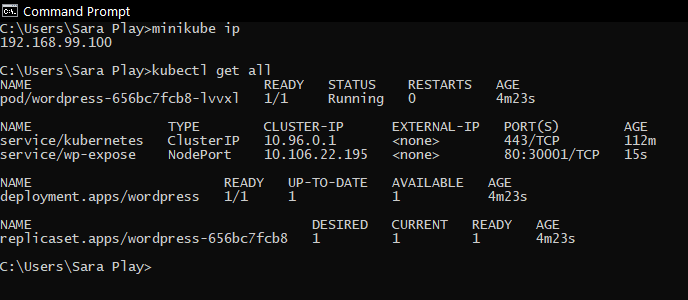 Command Prompt
C:\Users\Sara Play>minikube ip
192.168.99.100
C:\Users\Sara Play>kubectl get all
NAME READY STATUS RESTARTS AGE
pod/wordpress-656bc7fcb8-lvvxl 1/1 Running 0 4m23s
NAME TYPE CLUSTER-IP EXTERNAL-IP PORT(S) AGE
service/kubernetes ClusterIP 10.96.0.1 <none> 443/TCP 112m
service/wp-expose NodePort 10.106.22.195 <none> 80:30001/TCP 15s
NAME READY UP-TO-DATE AVAILABLE AGE
deployment.apps/wordpress 1/1 1 1 4m23s
NAME DESIRED CURRENT READY AGE
replicaset.apps/wordpress-656bc7fcb8 1 1 1 4m23s
C:\Users\Sara Play>